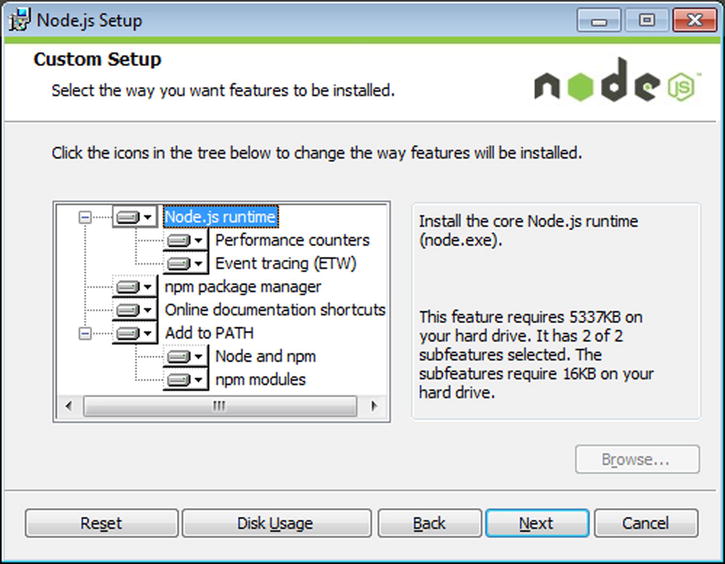 Node.js Setup
Custom Setup
Select the way you want features to be installed.
node
JS
™
Click the icons in the tree below to change the way features will be installed.
Node.js runtime
Performance counters
Event tracing (ETW)
npm package manager
Online documentation shortcuts
Add to PATH
Node and npm
npm modules
Install the core Node.js runtime
(node.exe).
This feature requires 5337KB on
your hard drive. It has 2 of 2
subfeatures selected. The
subfeatures require 16KB on your
hard drive.
Browse...
Reset
Disk Usage
Back
Next
Cancel